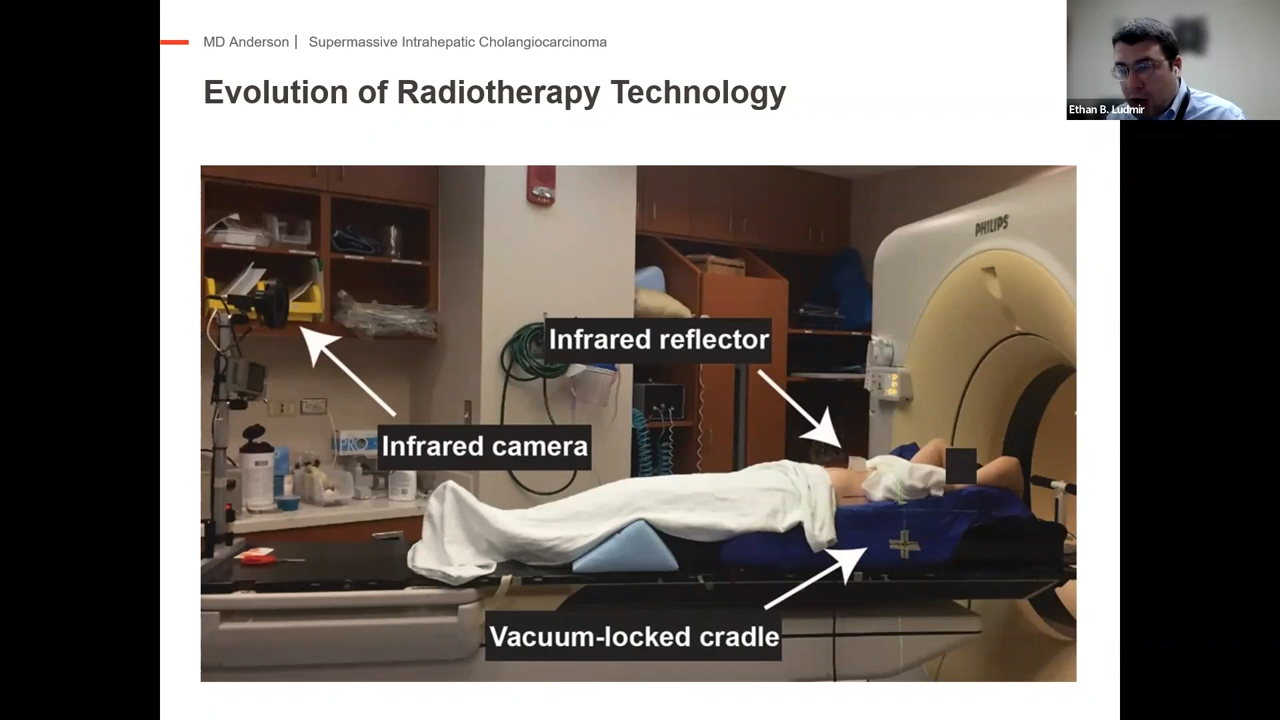 MD Anderson | Supermassive Intrahepatic Cholangiocarcinoma
Ethan B. Ludmir
Evolution of Radiotherapy Technology
PHILIPS
Infrared reflector
Infrared camera
PRO
Vacuum-locked cradle